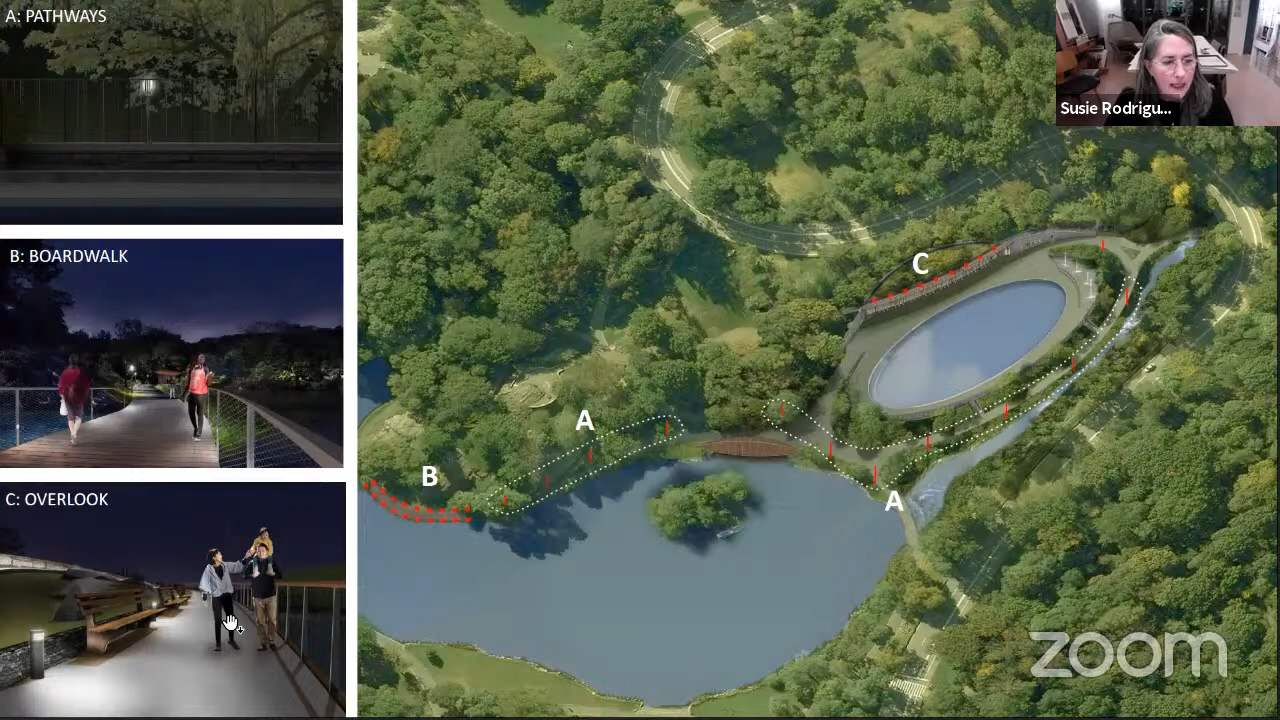 A: PATHWAYS
B: BOARDWALK
C: OVERLOOK
Susie Rodrigu...
C
A
B
A
zoom